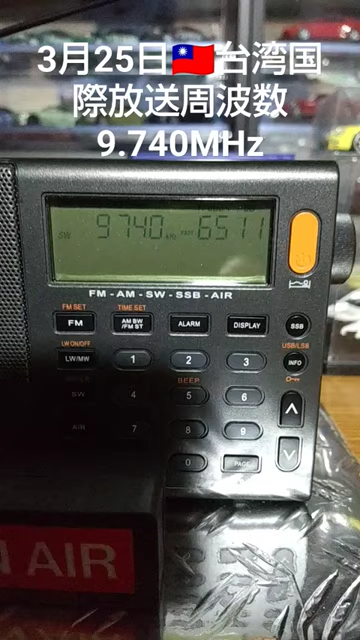 3月25日🇹🇼台湾国
際放送周波数
9.740MHz
SW 9740 kHz 6511
FM - AM - SW - SSB - AIR
FM SET TIME SET
FM AM BW /FM ST ALARM DISPLAY SSB
LW ON/OFF USB/LSB
LW/MW 1 2 3 INFO
BEEP
SW 4 5 6
AIR 7 8 9
0 PAGE
N AIR